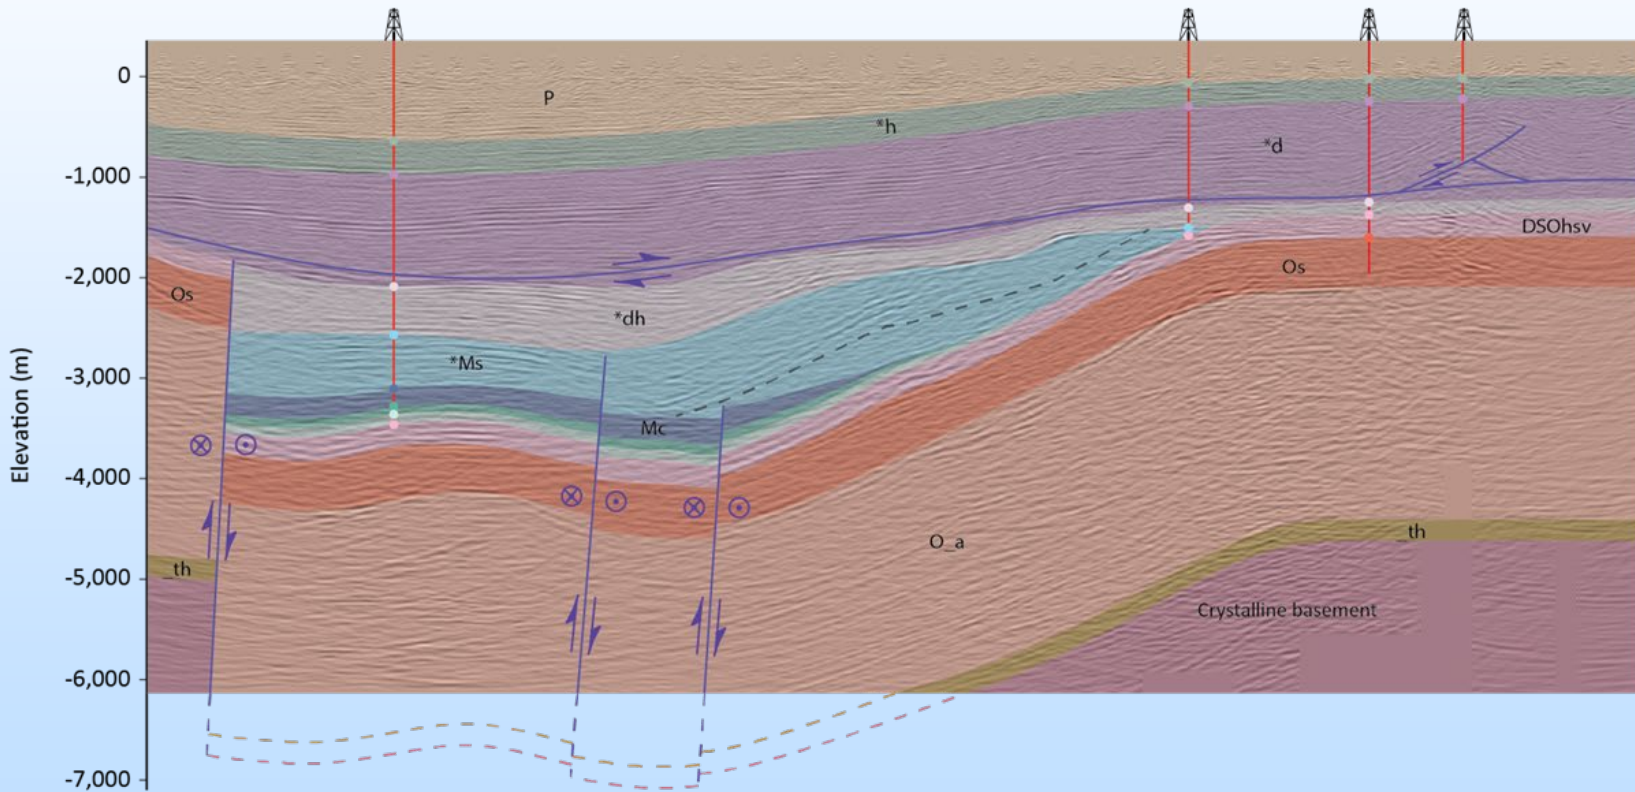 0
P
*h
*d
-1,000
DSOhsv
-2,000
Os
Os
*dh
*Ms
-3,000
Mc
Elevation (m)
-4,000
O_a
_th
-5,000
_th
Crystalline basement
-6,000
-7,000